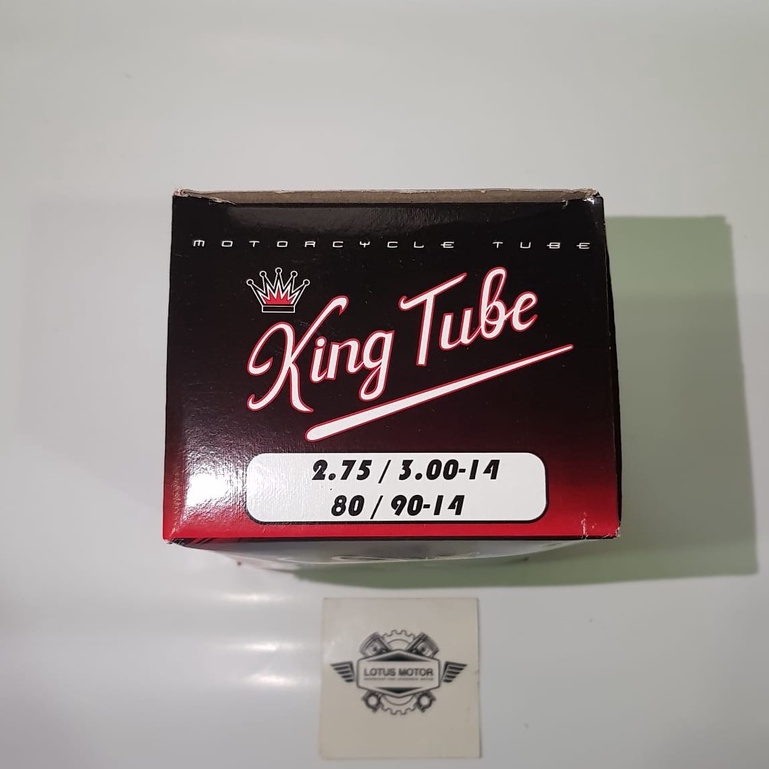 MOTORCYCLE TUBE
King Tube
2.75 / 3.00-14
80 / 90-14
LOTUS MOTOR